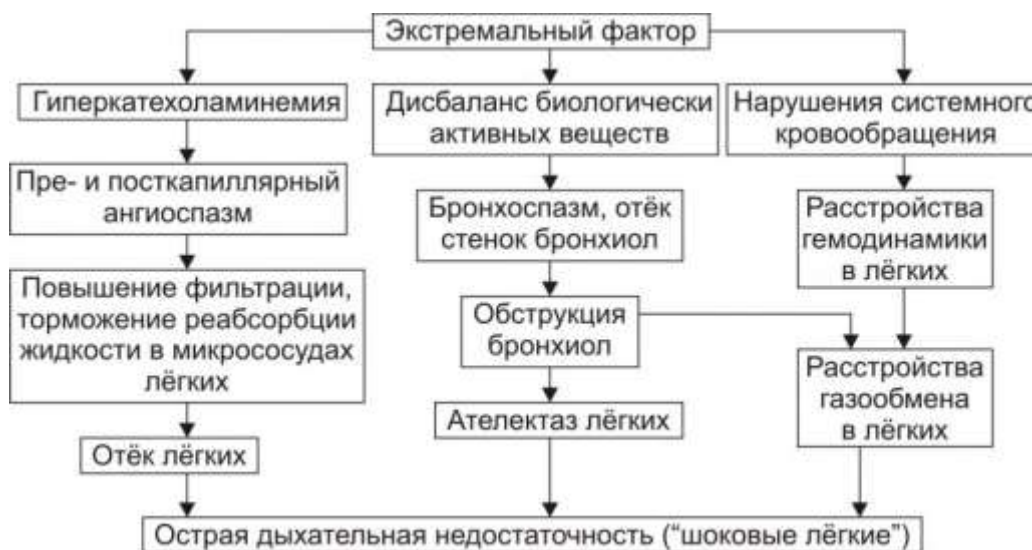 Экстремальный фактор
Гиперкатехоламинемия
Дисбаланс биологически
активных веществ
Нарушения системного
кровообращения
Пре- и посткапиллярный
ангиоспазм
Бронхоспазм, отёк
стенок бронхиол
Расстройства
гемодинамики
в лёгких
Повышение фильтрации,
торможение реабсорбции
жидкости в микрососудах
лёгких
Обструкция
бронхиол
Расстройства
газообмена
в лёгких
Ателектаз лёгких
Отёк лёгких
Острая дыхательная недостаточность (“шоковые лёгкие”)